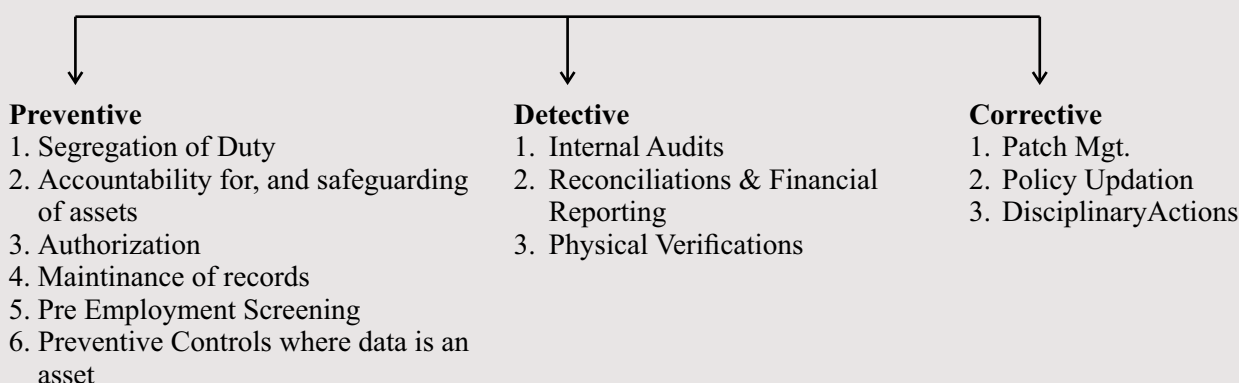 Preventive
1. Segregation of Duty
2. Accountability for, and safeguarding
of assets
3. Authorization
4. Maintinance of records
5. Pre Employment Screening
6. Preventive Controls where data is an
asset
Detective
1. Internal Audits
2. Reconciliations & Financial
Reporting
3. Physical Verifications
Corrective
1. Patch Mgt.
2. Policy Updation
3. DisciplinaryActions